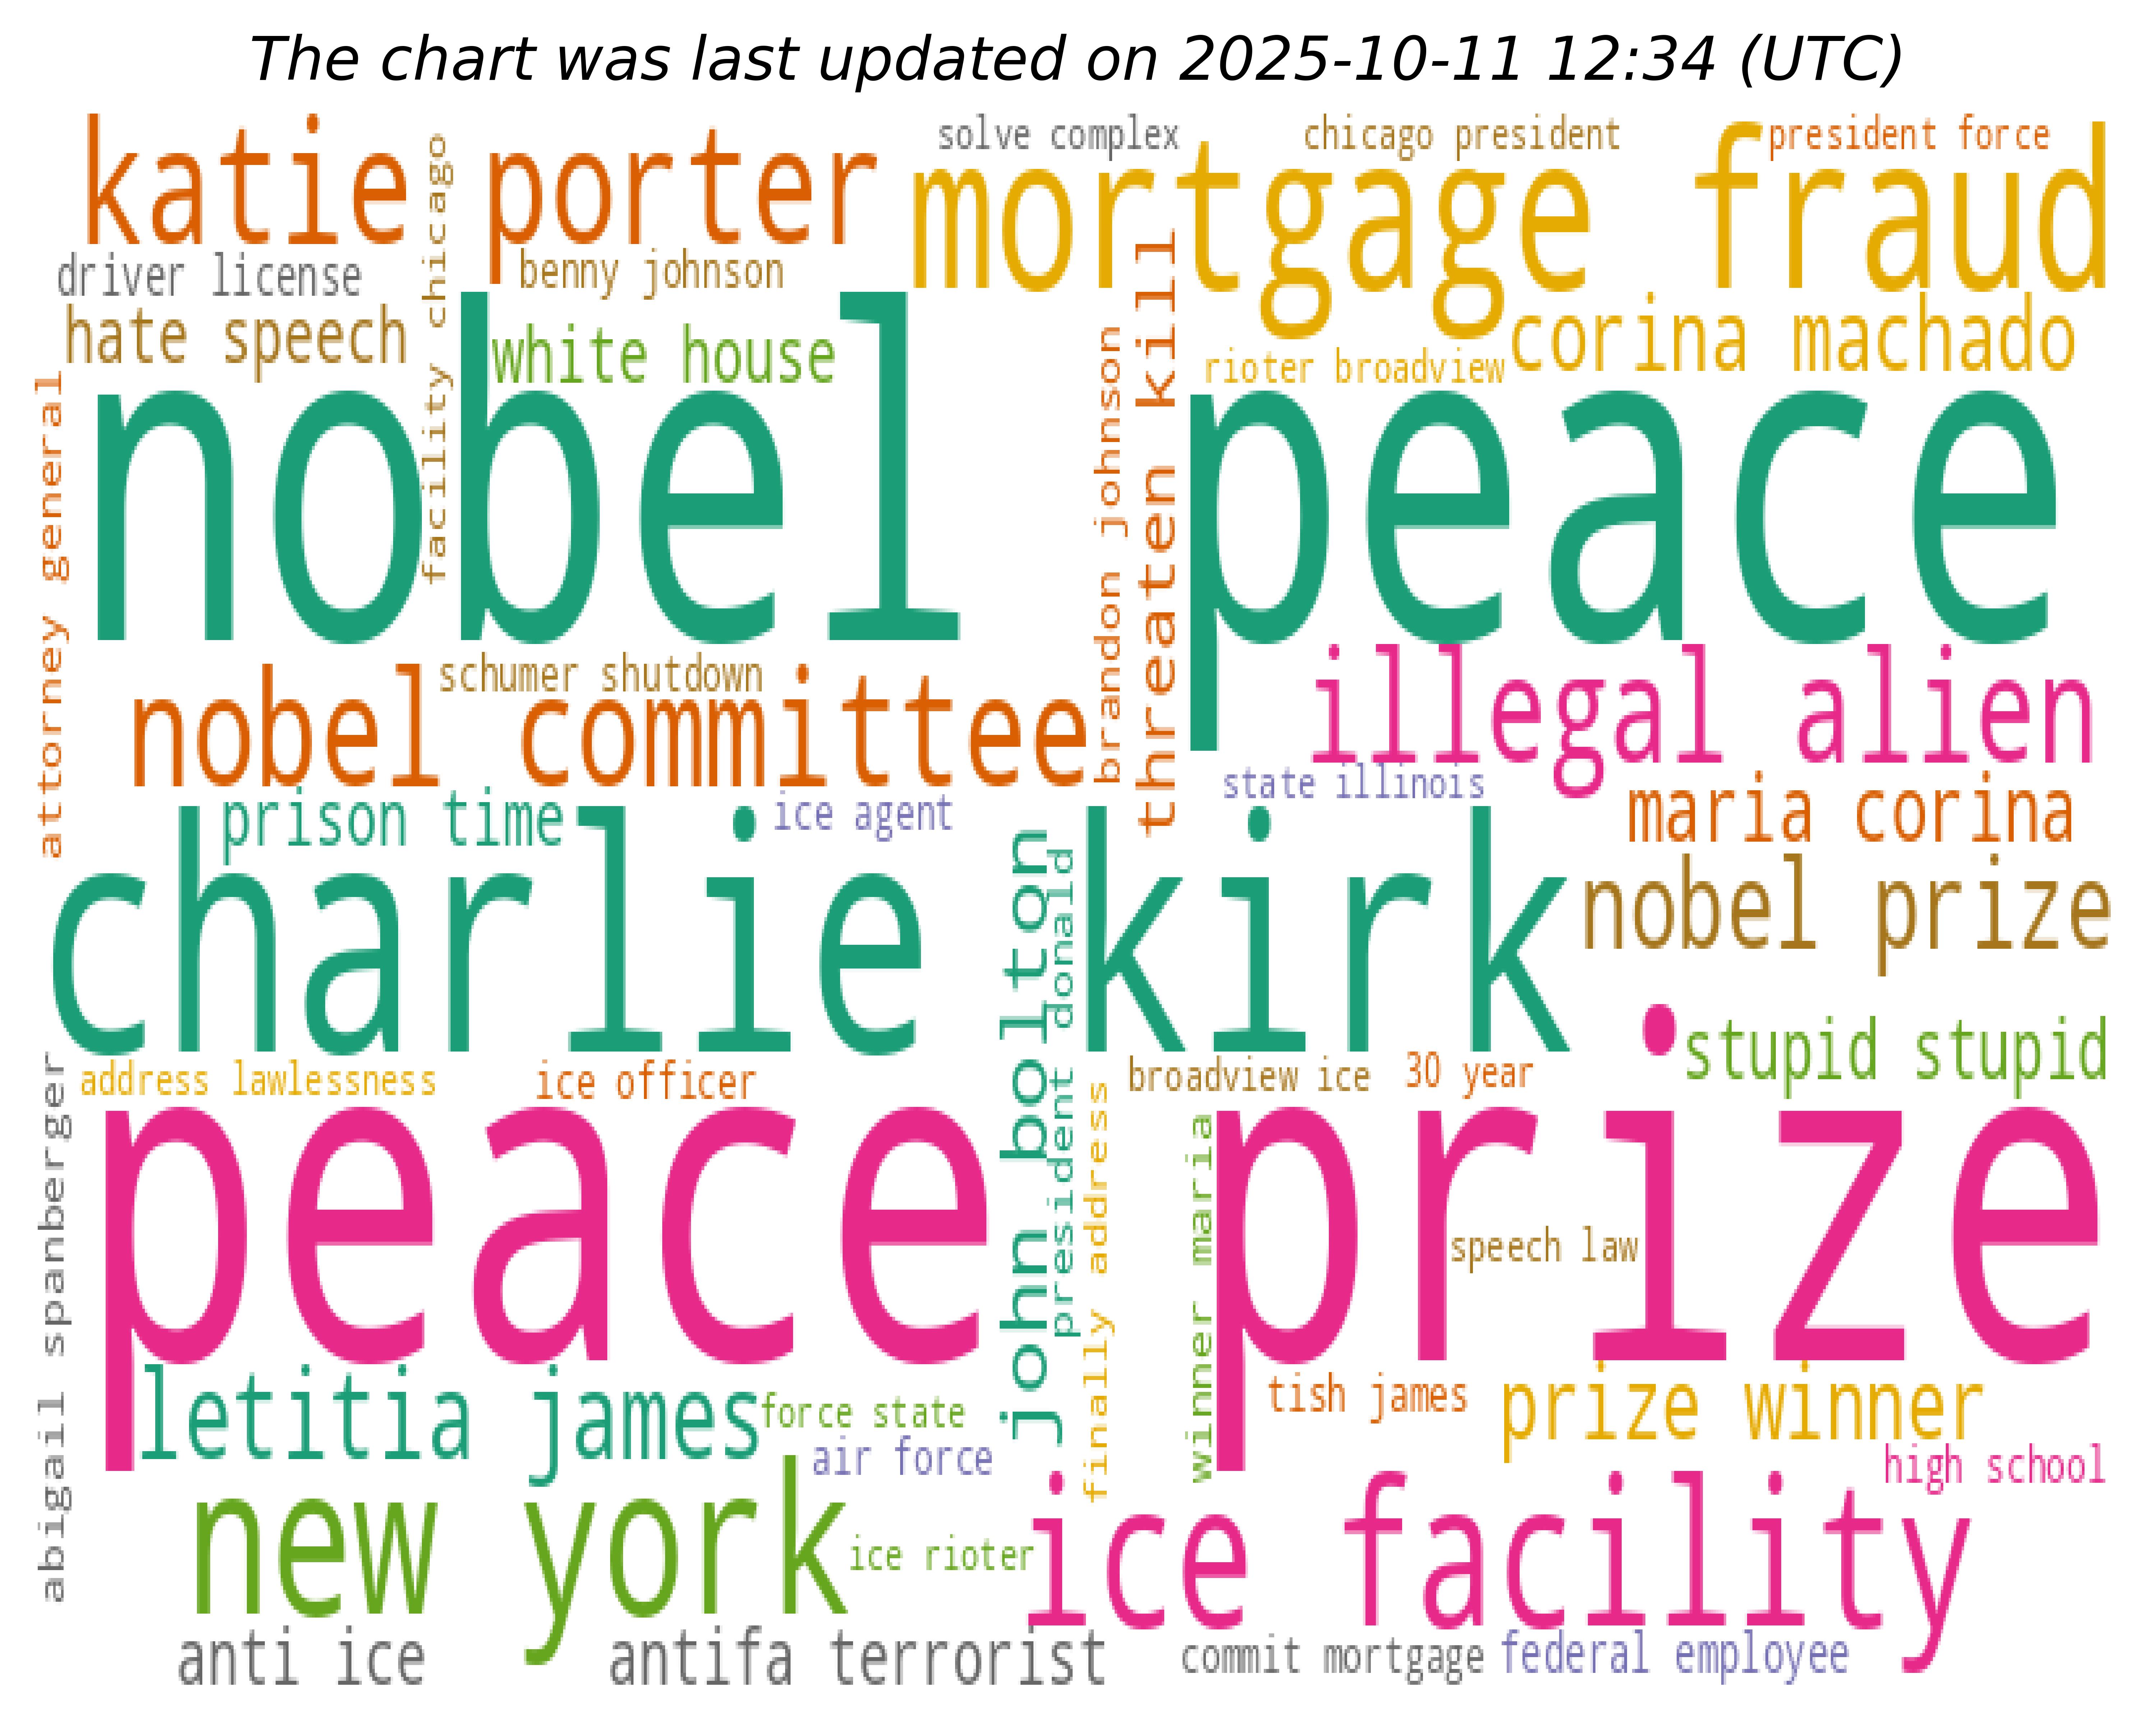 The chart was last updated on 2025-10-11 12:34 (UTC)
katie porter
solve complex
chicago president
president force
mortgage fraud
driver license
benny johnson
facility chicago
hate speech
white house
rioter broadview
corina machado
threaten kill
brandon johnson
attorney general
nobel peace
schumer shutdown
nobel committee
illegal alien
state illinois
maria corina
prison time
ice agent
charlie kirk
nobel prize
john bolton
president donald
stupid stupid
address lawlessness
ice officer
broadview ice
30 year
abigail spanberger
finally address
winner maria
peace prize
speech law
letitia james
force state
tish james
prize winner
air force
high school
new york
ice rioter
ice facility
anti ice
antifa terrorist
commit mortgage
federal employee